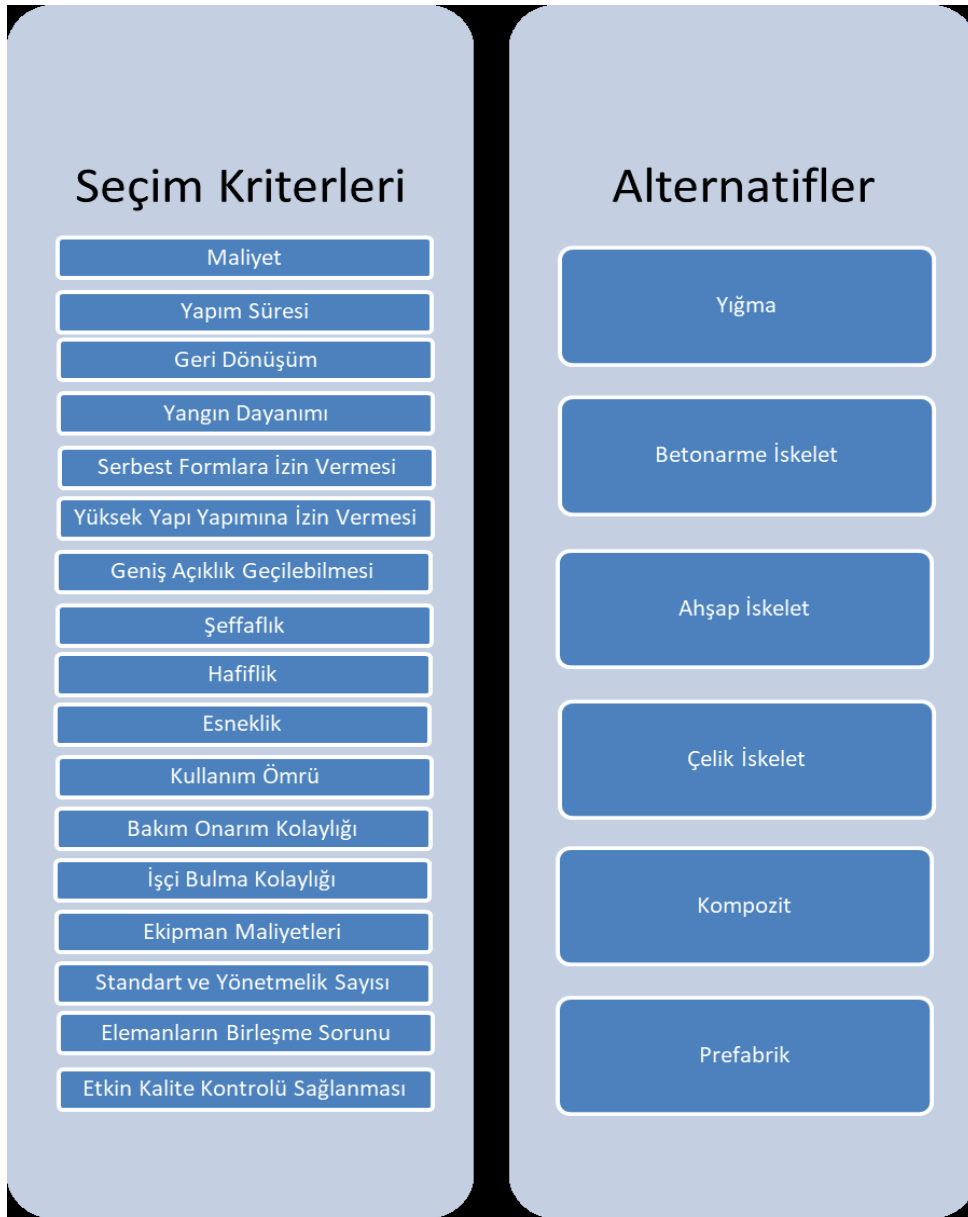 Seçim Kriterleri
Maliyet
Yapım Süresi
Geri Dönüşüm
Yangın Dayanımı
Serbest Formlara İzin Vermesi
Yüksek Yapı Yapımına İzin Vermesi
Geniş Açıklık Geçilebilmesi
Şeffaflık
Hafiflik
Esneklik
Kullanım Ömrü
Bakım Onarım Kolaylığı
İşçi Bulma Kolaylığı
Ekipman Maliyetleri
Standart ve Yönetmelik Sayısı
Elemanların Birleşme Sorunu
Etkin Kalite Kontrolü Sağlanması
Alternatifler
Yığma
Betonarme İskelet
Ahşap İskelet
Çelik İskelet
Kompozit
Prefabrik